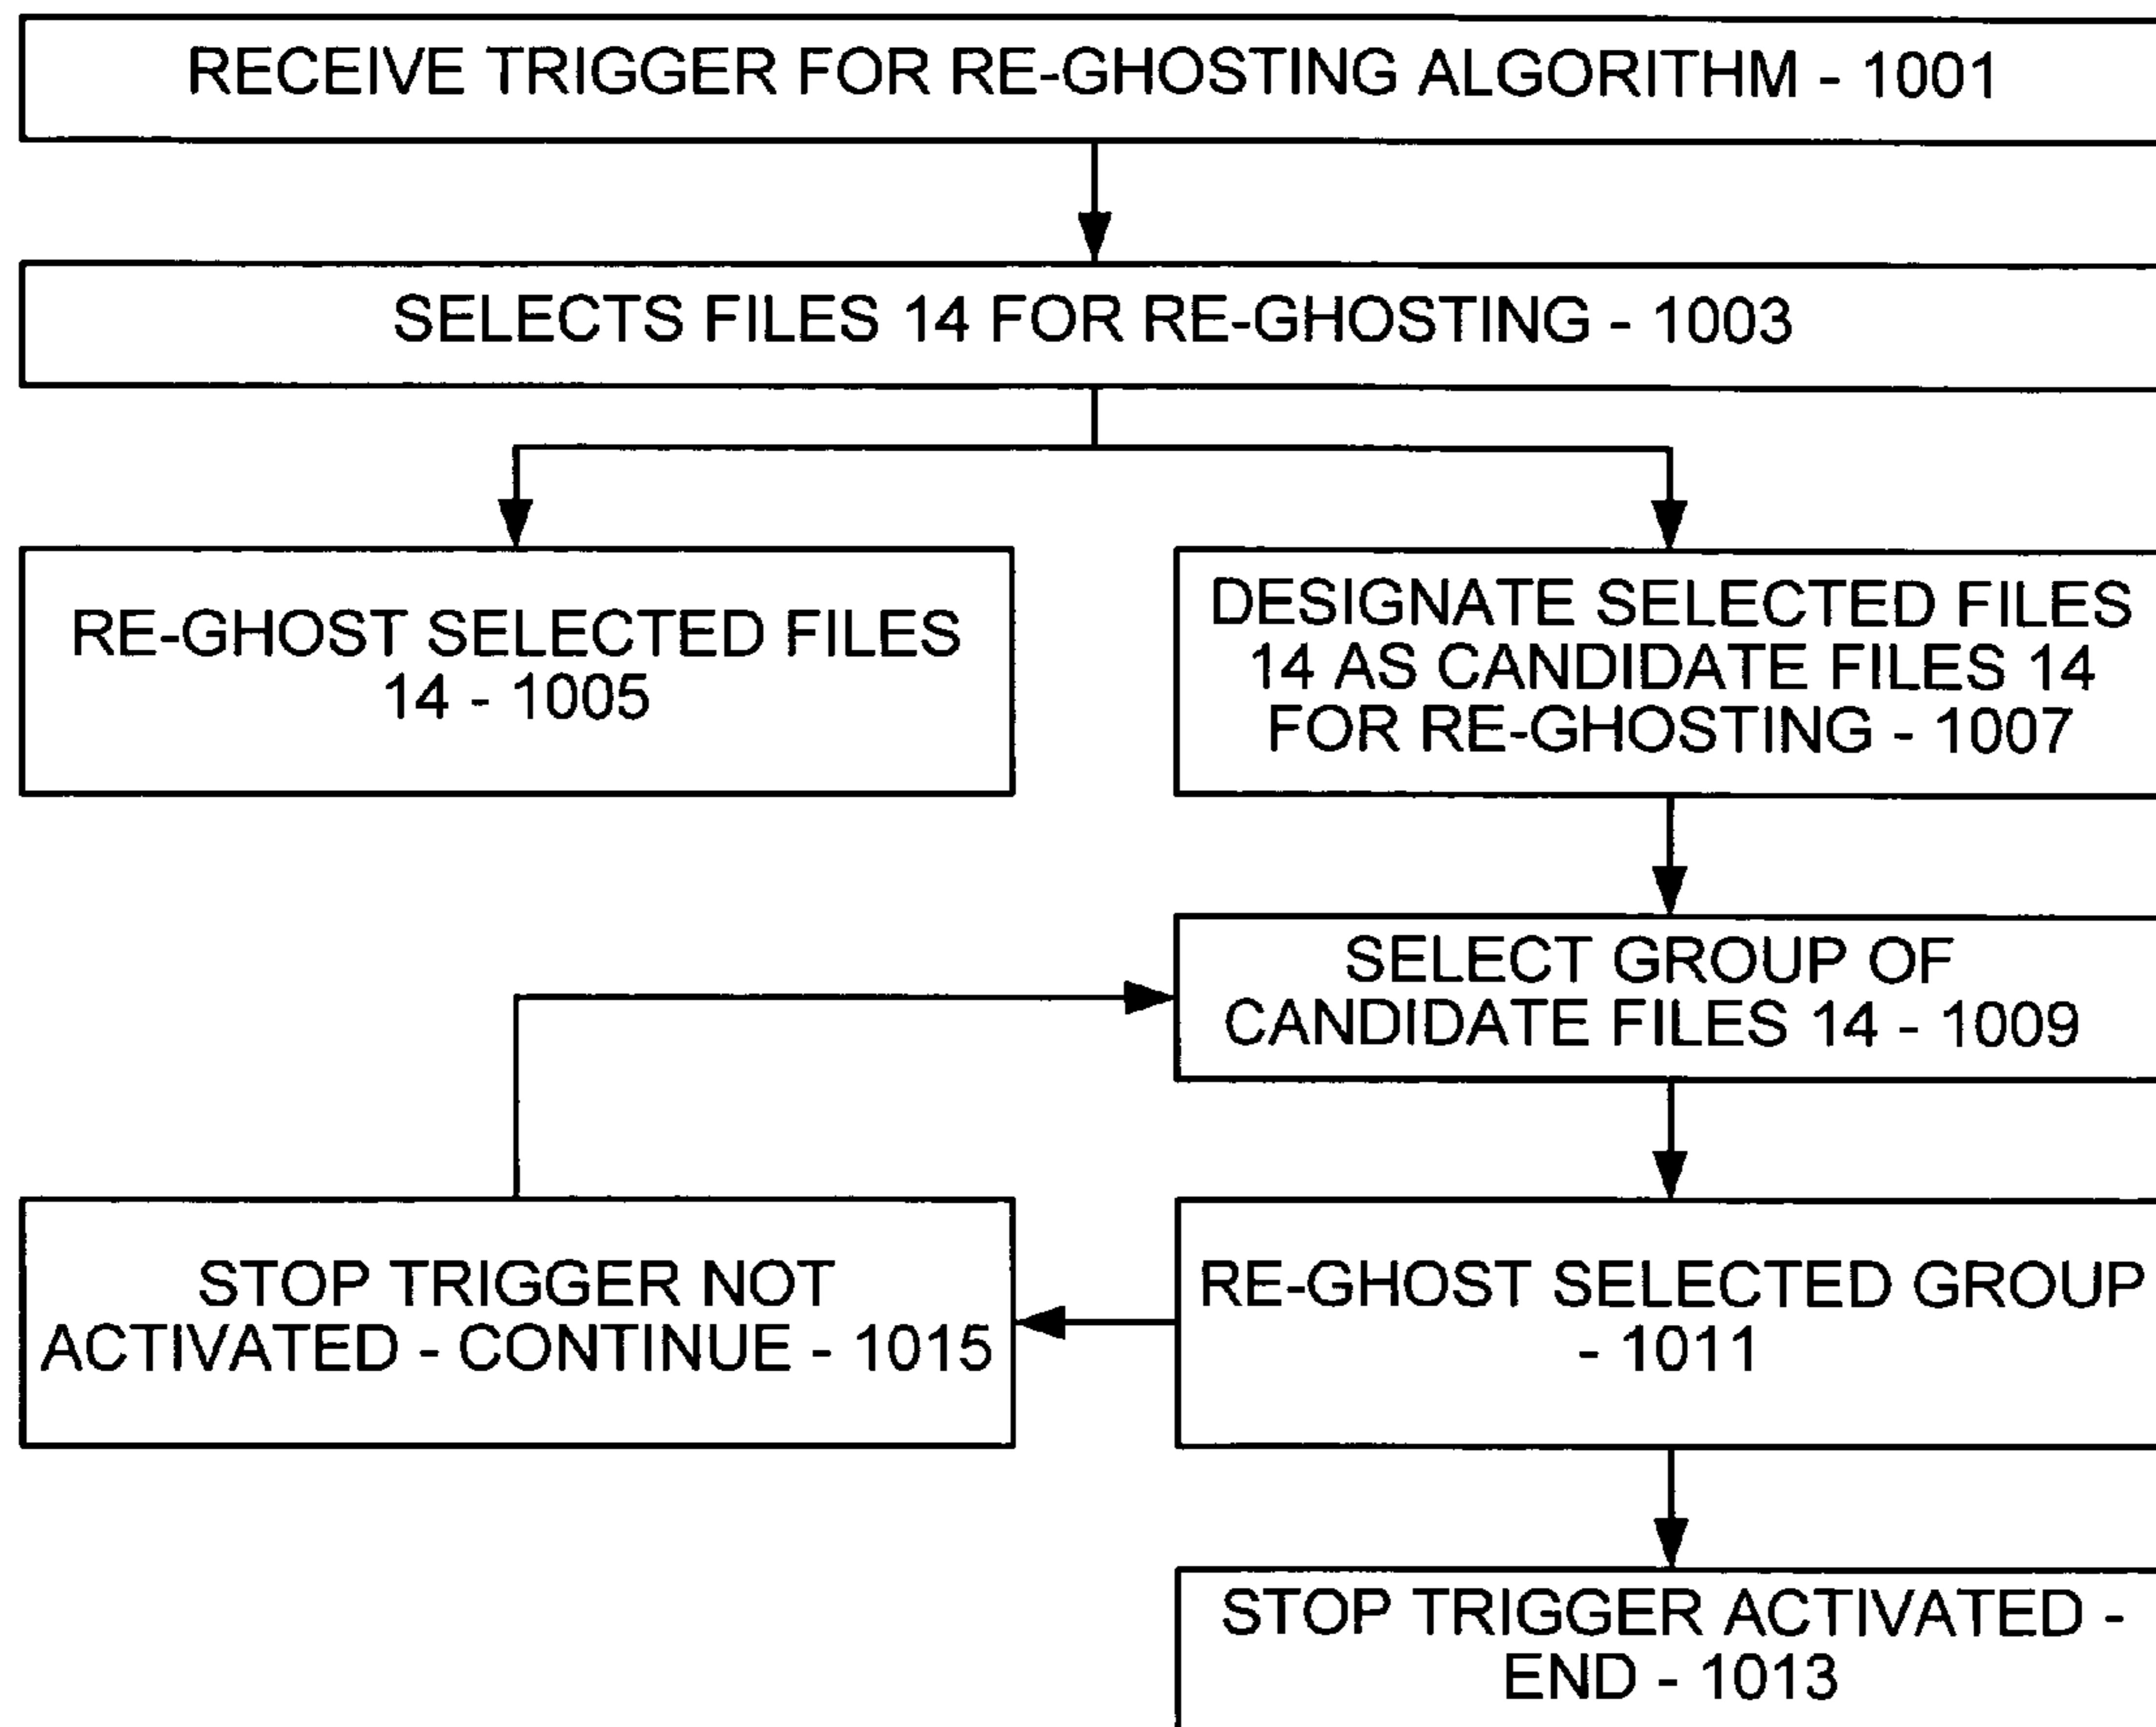 RECEIVE TRIGGER FOR RE-GHOSTING ALGORITHM - 1001
SELECTS FILES 14 FOR RE-GHOSTING - 1003
RE-GHOST SELECTED FILES
14 - 1005
DESIGNATE SELECTED FILES
14 AS CANDIDATE FILES 14
FOR RE-GHOSTING - 1007
SELECT GROUP OF
CANDIDATE FILES 14 - 1009
STOP TRIGGER NOT
ACTIVATED - CONTINUE - 1015
RE-GHOST SELECTED GROUP
- 1011
STOP TRIGGER ACTIVATED -
END - 1013